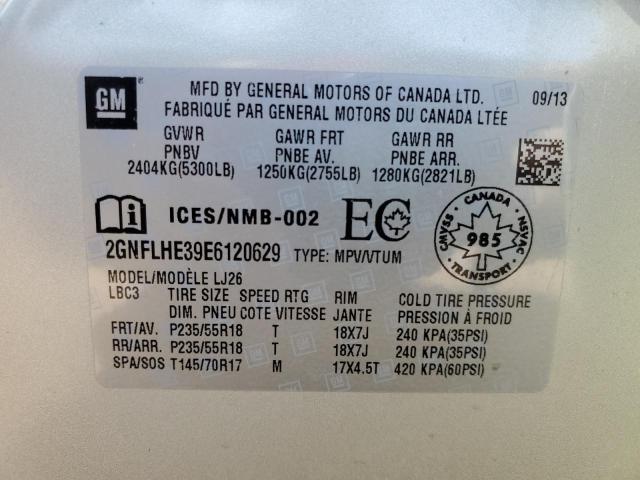 GM
MFD BY GENERAL MOTORS OF CANADA LTD. 09/13
FABRIQUÉ PAR GENERAL MOTORS DU CANADA LTÉE
GVWR GAWR FRT GAWR RR
PNBV PNBE AV. PNBE ARR.
2404KG(5300LB) 1250KG(2755LB) 1280KG(2821LB)
ICES/NMB-002 EC
CANADA
CMVSS 985 NSVAC
TRANSPORT
2GNFLHE39E6120629 TYPE: MPV/VTUM
MODEL/MODÈLE LJ26
LBC3 TIRE SIZE SPEED RTG RIM COLD TIRE PRESSURE
DIM. PNEU COTE VITESSE JANTE PRESSION À FROID
FRT/AV. P235/55R18 T 18X7J 240 KPA(35PSI)
RR/ARR. P235/55R18 T 18X7J 240 KPA(35PSI)
SPA/SOS T145/70R17 M 17X4.5T 420 KPA(60PSI)